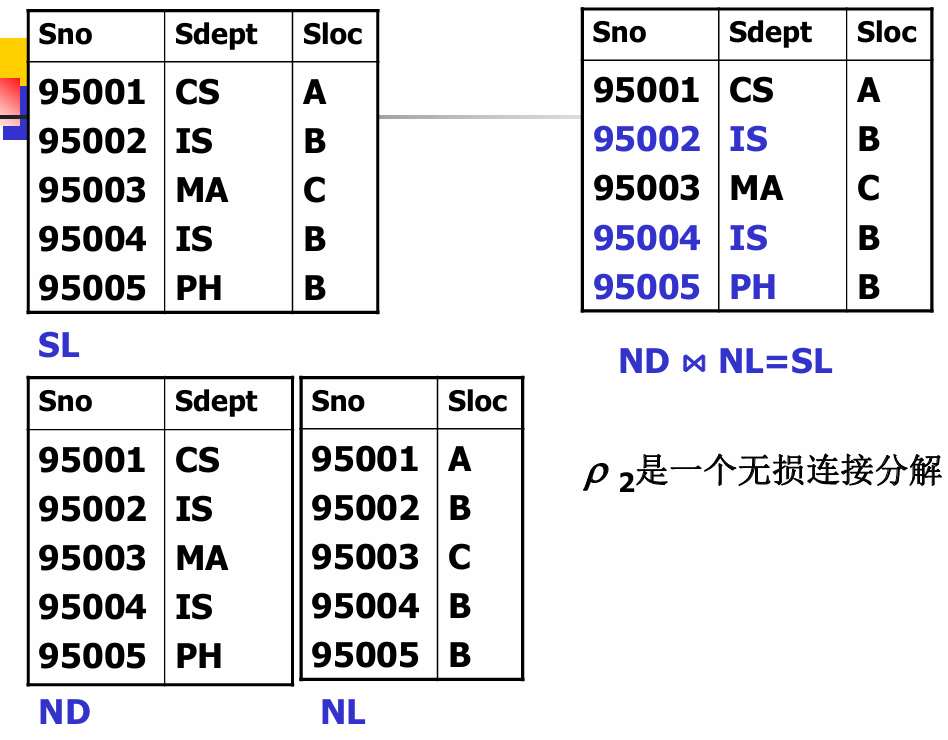 Sno Sdept Sloc
95001 CS A
95002 IS B
95003 MA C
95004 IS B
95005 PH B
SL
Sno Sdept Sloc
95001 CS A
95002 IS B
95003 MA C
95004 IS B
95005 PH B
ND ⋈ NL=SL
Sno Sdept
95001 CS
95002 IS
95003 MA
95004 IS
95005 PH
ND
Sno Sloc
95001 A
95002 B
95003 C
95004 B
95005 B
NL
ρ 2是一个无损连接分解